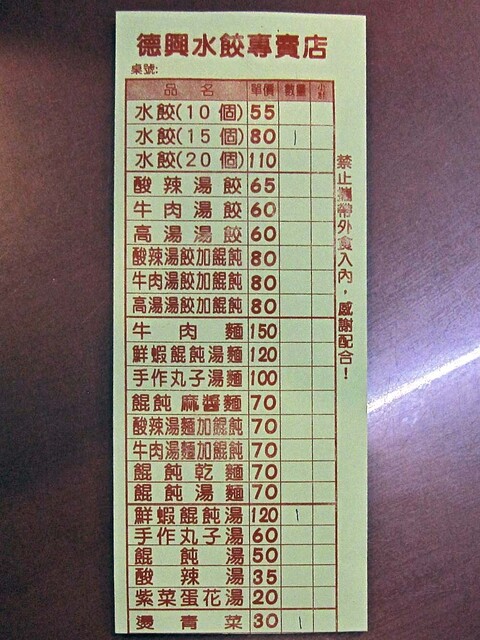 德興水餃專賣店
桌號:
品名 單價 數量 小計
水餃(10個) 55
水餃(15個) 80
水餃(20個) 110
酸辣湯餃 65
牛肉湯餃 60
高湯湯餃 60
酸辣湯餃加餛飩 80
牛肉湯餃加餛飩 80
高湯湯餃加餛飩 80
牛肉麵 150
鮮蝦餛飩湯麵 120
手作丸子湯麵 100
餛飩麻醬麵 70
酸辣湯麵加餛飩 70
牛肉湯麵加餛飩 70
餛飩乾麵 70
餛飩湯麵 70
鮮蝦餛飩湯 120
手作丸子湯 60
餛飩湯 50
酸辣湯 35
紫菜蛋花湯 20
燙青菜 30
禁止攜帶外食入內，感謝配合！